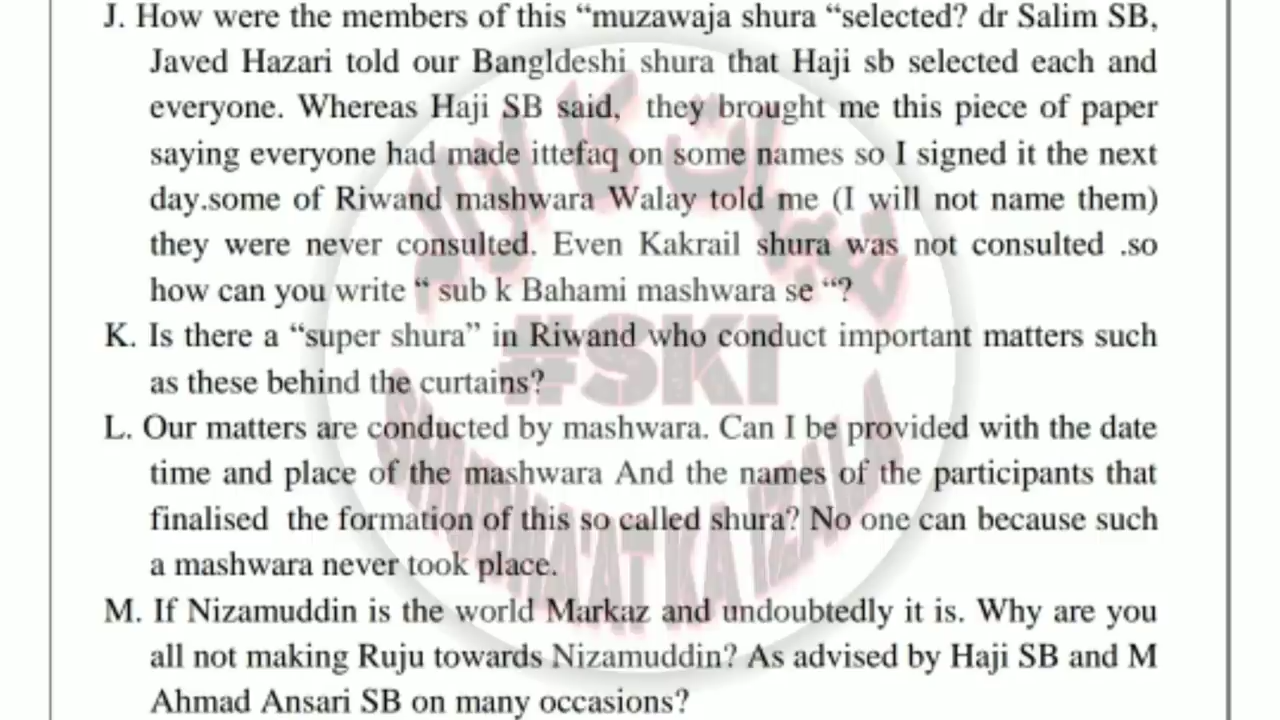 J. How were the members of this “muzawaja shura “selected? dr Salim SB,
Javed Hazari told our Bangldeshi shura that Haji sb selected each and
everyone. Whereas Haji SB said, they brought me this piece of paper
saying everyone had made ittefaq on some names so I signed it the next
day.some of Riwand mashwara Walay told me (I will not name them)
they were never consulted. Even Kakrail shura was not consulted .so
how can you write “ sub k Bahami mashwara se “?
K. Is there a “super shura” in Riwand who conduct important matters such
as these behind the curtains?
L. Our matters are conducted by mashwara. Can I be provided with the date
time and place of the mashwara And the names of the participants that
finalised the formation of this so called shura? No one can because such
a mashwara never took place.
M. If Nizamuddin is the world Markaz and undoubtedly it is. Why are you
all not making Ruju towards Nizamuddin? As advised by Haji SB and M
Ahmad Ansari SB on many occasions?
شبہات کا ازالہ
#SKI
SHUBHA'AT KA IZALA